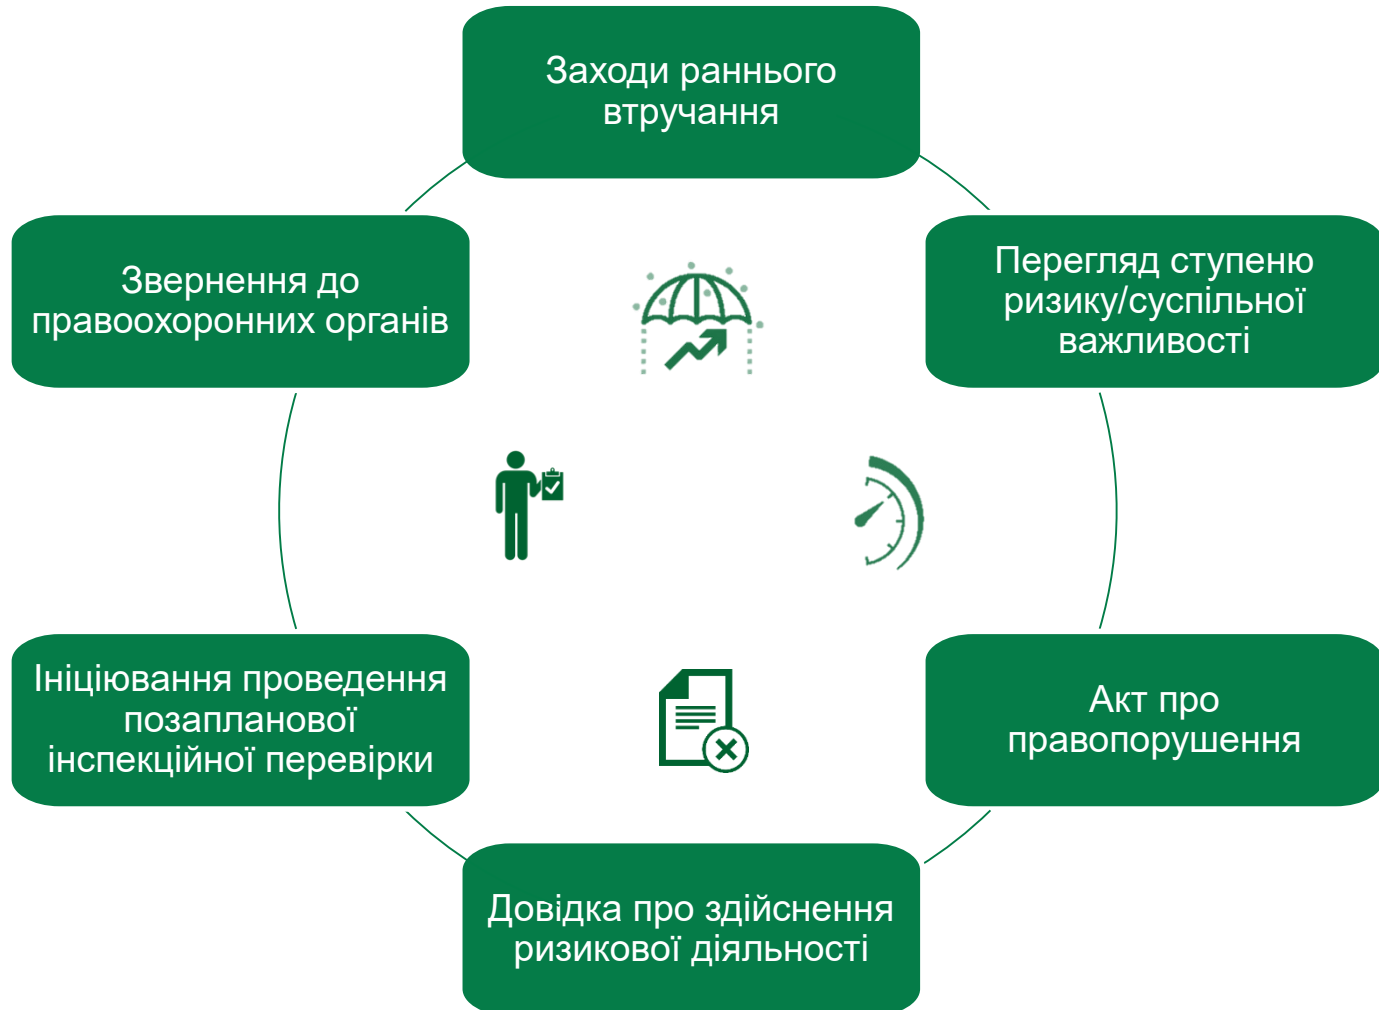 Заходи раннього
втручання
Звернення до
правоохоронних органів
Перегляд ступеню
ризику/суспільної
важливості
Ініціювання проведення
позапланової
інспекційної перевірки
Акт про
правопорушення
Довідка про здійснення
ризикової діяльності